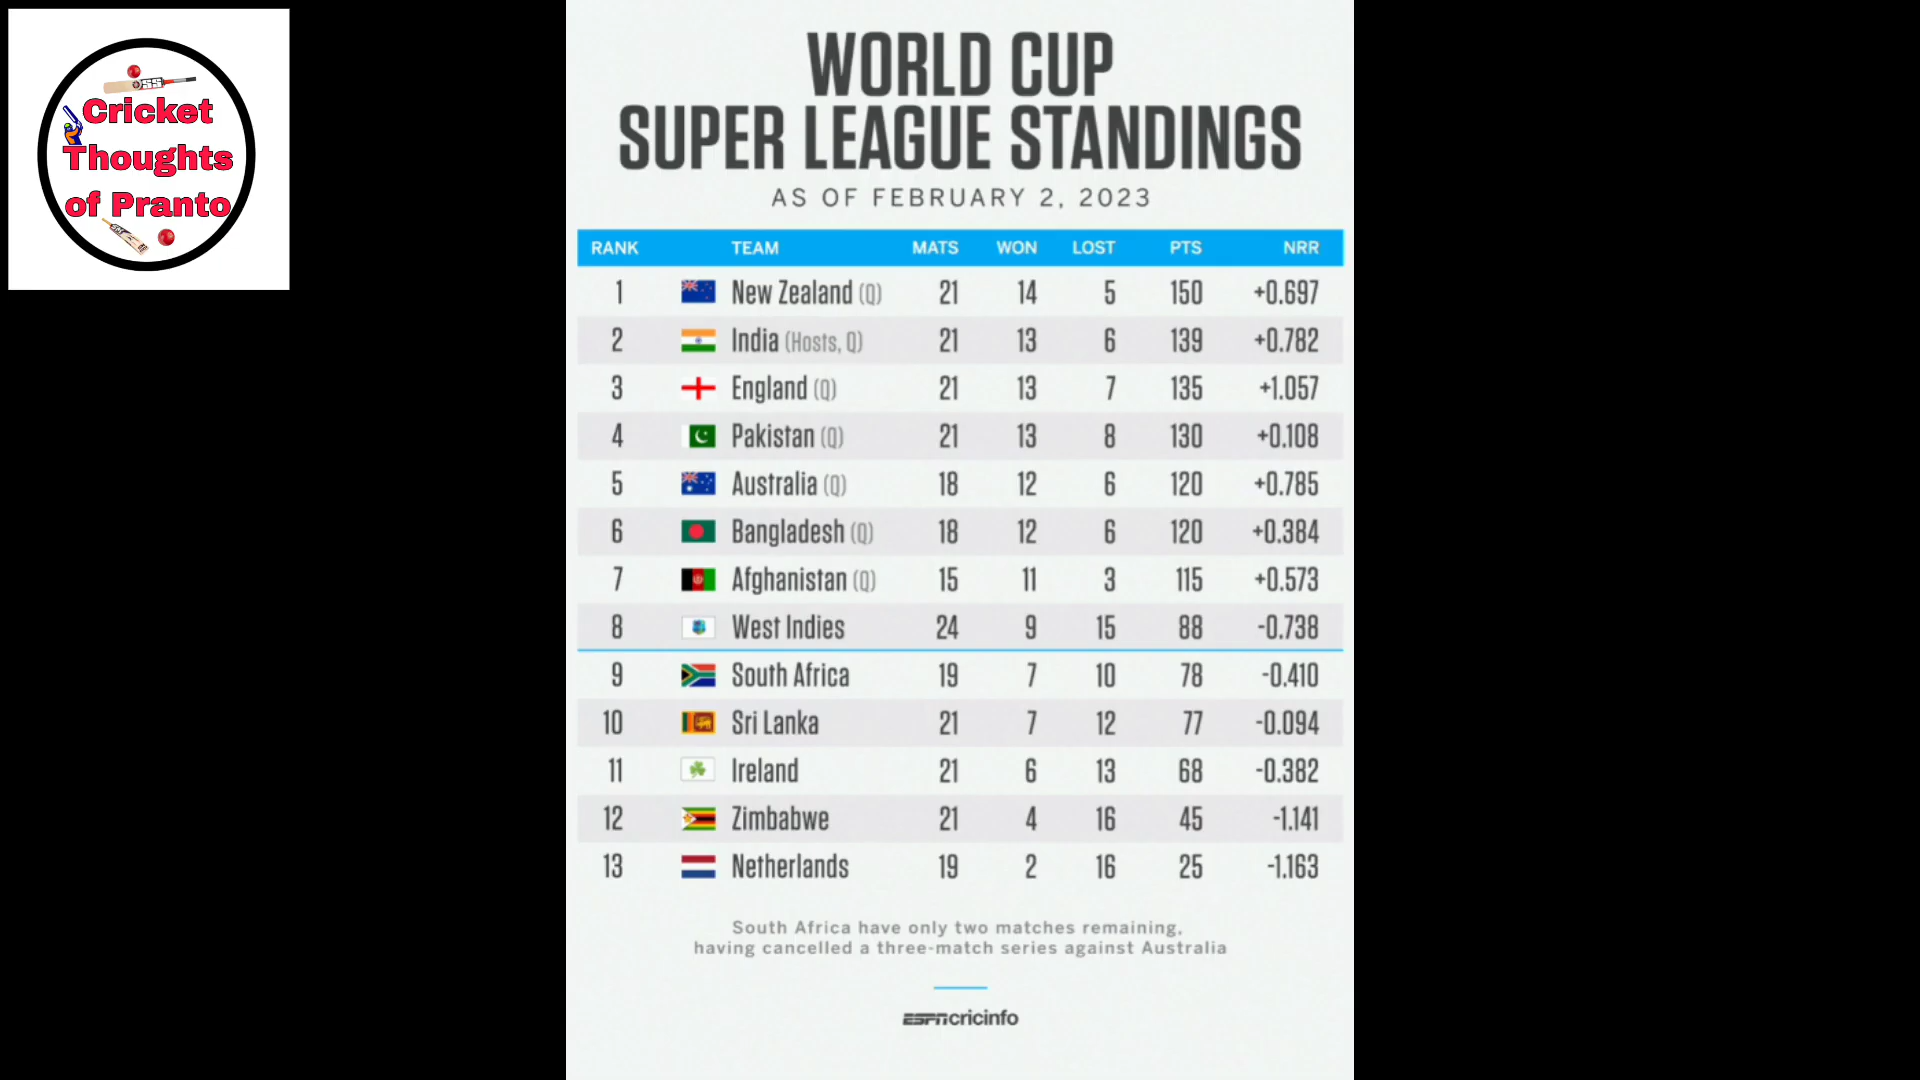 SS
Cricket
Thoughts
of Pranto
WORLD CUP
SUPER LEAGUE STANDINGS
AS OF FEBRUARY 2, 2023
RANK TEAM MATS WON LOST PTS NRR
1 New Zealand (Q) 21 14 5 150 +0.697
2 India (Hosts, Q) 21 13 6 139 +0.782
3 England (Q) 21 13 7 135 +1.057
4 Pakistan (Q) 21 13 8 130 +0.108
5 Australia (Q) 18 12 6 120 +0.785
6 Bangladesh (Q) 18 12 6 120 +0.384
7 Afghanistan (Q) 15 11 3 115 +0.573
8 West Indies 24 9 15 88 -0.738
9 South Africa 19 7 10 78 -0.410
10 Sri Lanka 21 7 12 77 -0.094
11 Ireland 21 6 13 68 -0.382
12 Zimbabwe 21 4 16 45 -1.141
13 Netherlands 19 2 16 25 -1.163
South Africa have only two matches remaining,
having cancelled a three-match series against Australia
ESPNcricinfo